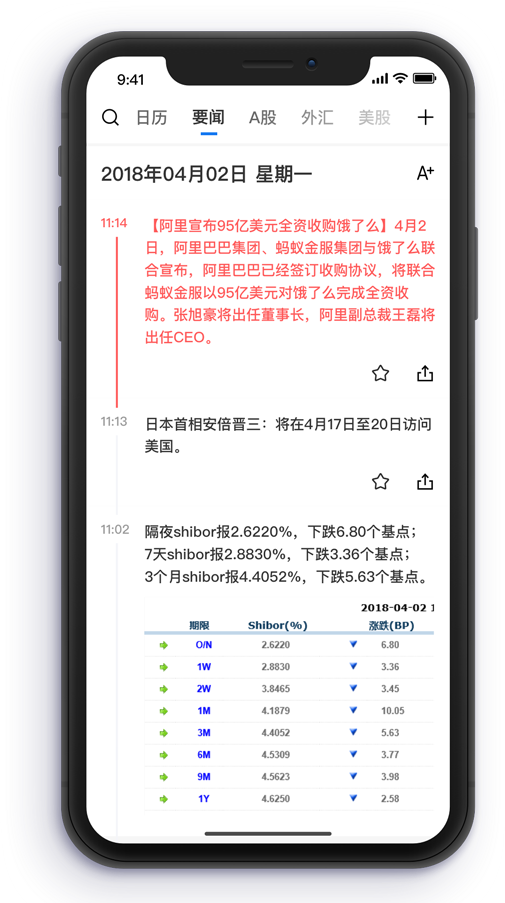 9:41
日历 要闻 A股 外汇 美股
2018年04月02日 星期一 A+
11:14 【阿里宣布95亿美元全资收购饿了么】4月2
日，阿里巴巴集团、蚂蚁金服集团与饿了么联
合宣布，阿里巴巴已经签订收购协议，将联合
蚂蚁金服以95亿美元对饿了么完成全资收
购。张旭豪将出任董事长，阿里副总裁王磊将
出任CEO。
11:13 日本首相安倍晋三：将在4月17日至20日访问
美国。
11:02 隔夜shibor报2.6220%，下跌6.80个基点；
7天shibor报2.8830%，下跌3.36个基点；
3个月shibor报4.4052%，下跌5.63个基点。
2018-04-02 1
期限 Shibor(%) 涨跌(BP)
O/N 2.6220 6.80
1W 2.8830 3.36
2W 3.8465 3.45
1M 4.1879 10.05
3M 4.4052 5.63
6M 4.5309 3.77
9M 4.5623 3.98
1Y 4.6250 2.58